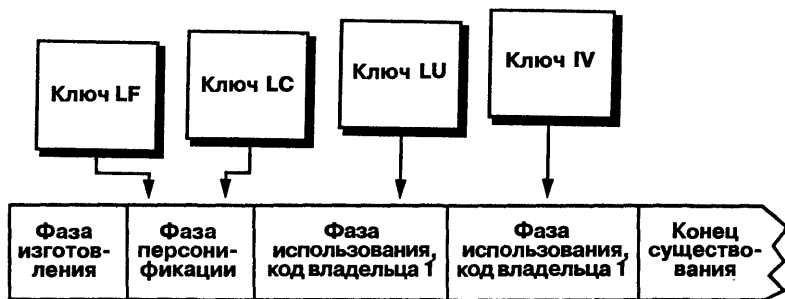 Ключ LF
Ключ LC
Ключ LU
Ключ IV
Фаза
изготов-
ления
Фаза
персони-
фикации
Фаза
использования,
код владельца 1
Фаза
использования,
код владельца 1
Конец
существо-
вания